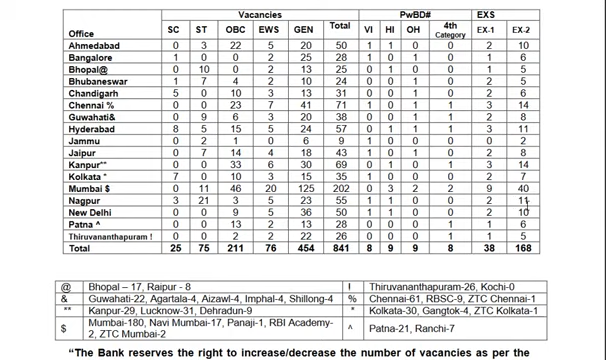 Vacancies PwBD# EXS
Office SC ST OBC EWS GEN Total VI HI OH 4th Category EX-1 EX-2
Ahmedabad 0 3 22 5 20 50 1 1 0 0 2 10
Bangalore 1 0 0 2 25 28 1 0 0 0 1 6
Bhopal@ 0 10 0 2 13 25 0 0 1 0 1 5
Bhubaneswar 1 7 4 2 10 24 0 0 1 0 2 5
Chandigarh 5 0 10 3 13 31 0 0 1 0 2 6
Chennai % 0 0 23 7 41 71 1 0 1 1 3 14
Guwahati& 0 9 6 3 20 38 0 0 1 1 2 8
Hyderabad 8 5 15 5 24 57 0 1 0 1 3 11
Jammu 0 2 1 0 6 9 1 0 0 0 0 2
Jaipur 0 7 14 4 18 43 1 0 1 0 2 8
Kanpur** 0 0 33 6 30 69 0 1 0 1 3 14
Kolkata * 7 0 10 3 15 35 1 0 0 0 2 7
Mumbai $ 0 11 46 20 125 202 0 3 2 2 9 40
Nagpur 3 21 3 5 23 55 1 1 1 0 2 11
New Delhi 0 0 9 5 36 50 1 1 0 0 2 10
Patna ^ 0 0 13 2 13 28 0 1 0 1 1 6
Thiruvananthapuram ! 0 0 2 2 22 26 0 0 0 1 1 5
Total 25 75 211 76 454 841 8 9 9 8 38 168
@ Bhopal – 17, Raipur - 8 ! Thiruvananthapuram-26, Kochi-0
& Guwahati-22, Agartala-4, Aizawl-4, Imphal-4, Shillong-4 % Chennai-61, RBSC-9, ZTC Chennai-1
** Kanpur-29, Lucknow-31, Dehradun-9 * Kolkata-30, Gangtok-4, ZTC Kolkata-1
$ Mumbai-180, Navi Mumbai-17, Panaji-1, RBI Academy-2, ZTC Mumbai-2 ^ Patna-21, Ranchi-7
“The Bank reserves the right to increase/decrease the number of vacancies as per the